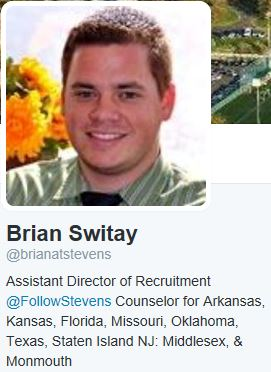 Brian Switay
@brianatstevens
Assistant Director of Recruitment
@FollowStevens Counselor for Arkansas,
Kansas, Florida, Missouri, Oklahoma,
Texas, Staten Island NJ: Middlesex, &
Monmouth